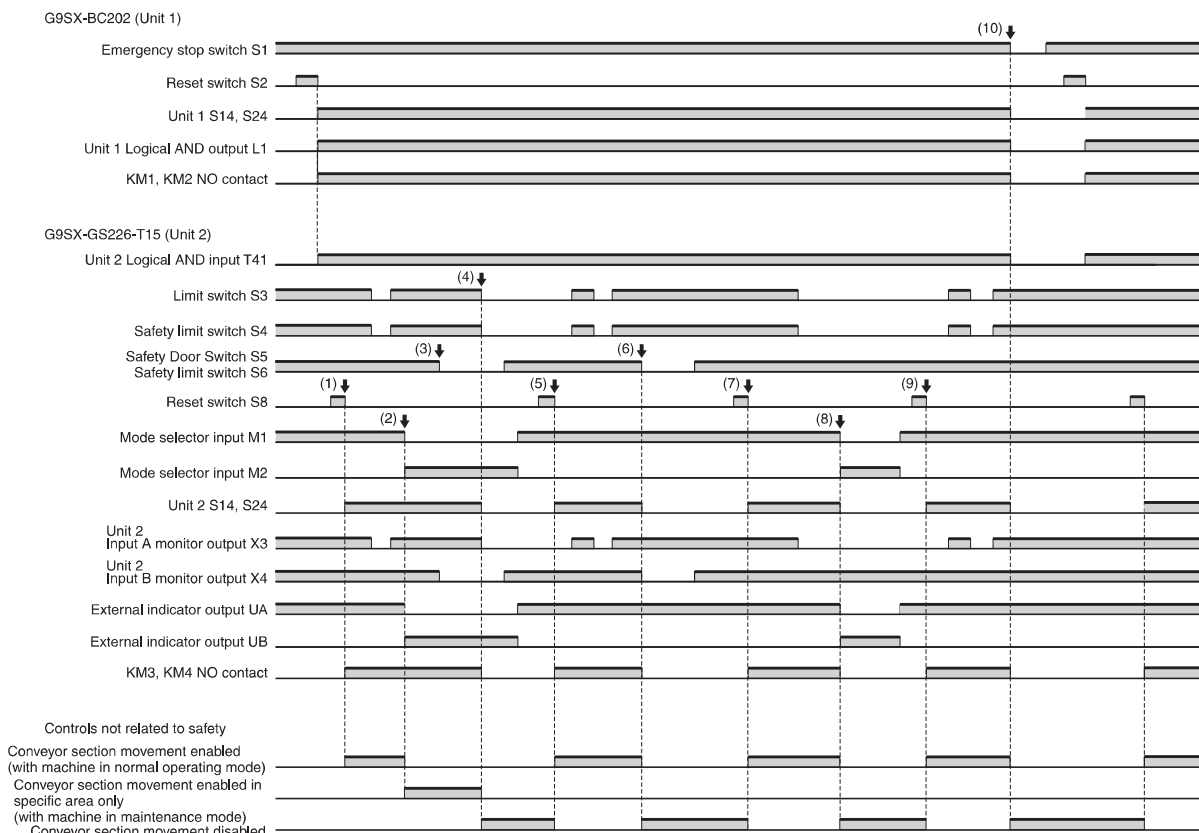 G9SX-BC202 (Unit 1)
(10)
Emergency stop switch S1
Reset switch S2
Unit 1 S14, S24
Unit 1 Logical AND output L1
KM1, KM2 NO contact
G9SX-GS226-T15 (Unit 2)
Unit 2 Logical AND input T41
(4)
Limit switch S3
Safety limit switch S4
(3)
(6)
Safety Door Switch S5
Safety limit switch S6
(1)
(5)
(7)
(9)
Reset switch S8
(2)
(8)
Mode selector input M1
Mode selector input M2
Unit 2 S14, S24
Unit 2
Input A monitor output X3
Unit 2
Input B monitor output X4
External indicator output UA
External indicator output UB
KM3, KM4 NO contact
Controls not related to safety
Conveyor section movement enabled
(with machine in normal operating mode)
Conveyor section movement enabled in
specific area only
(with machine in maintenance mode)
Conveyor section movement disabled